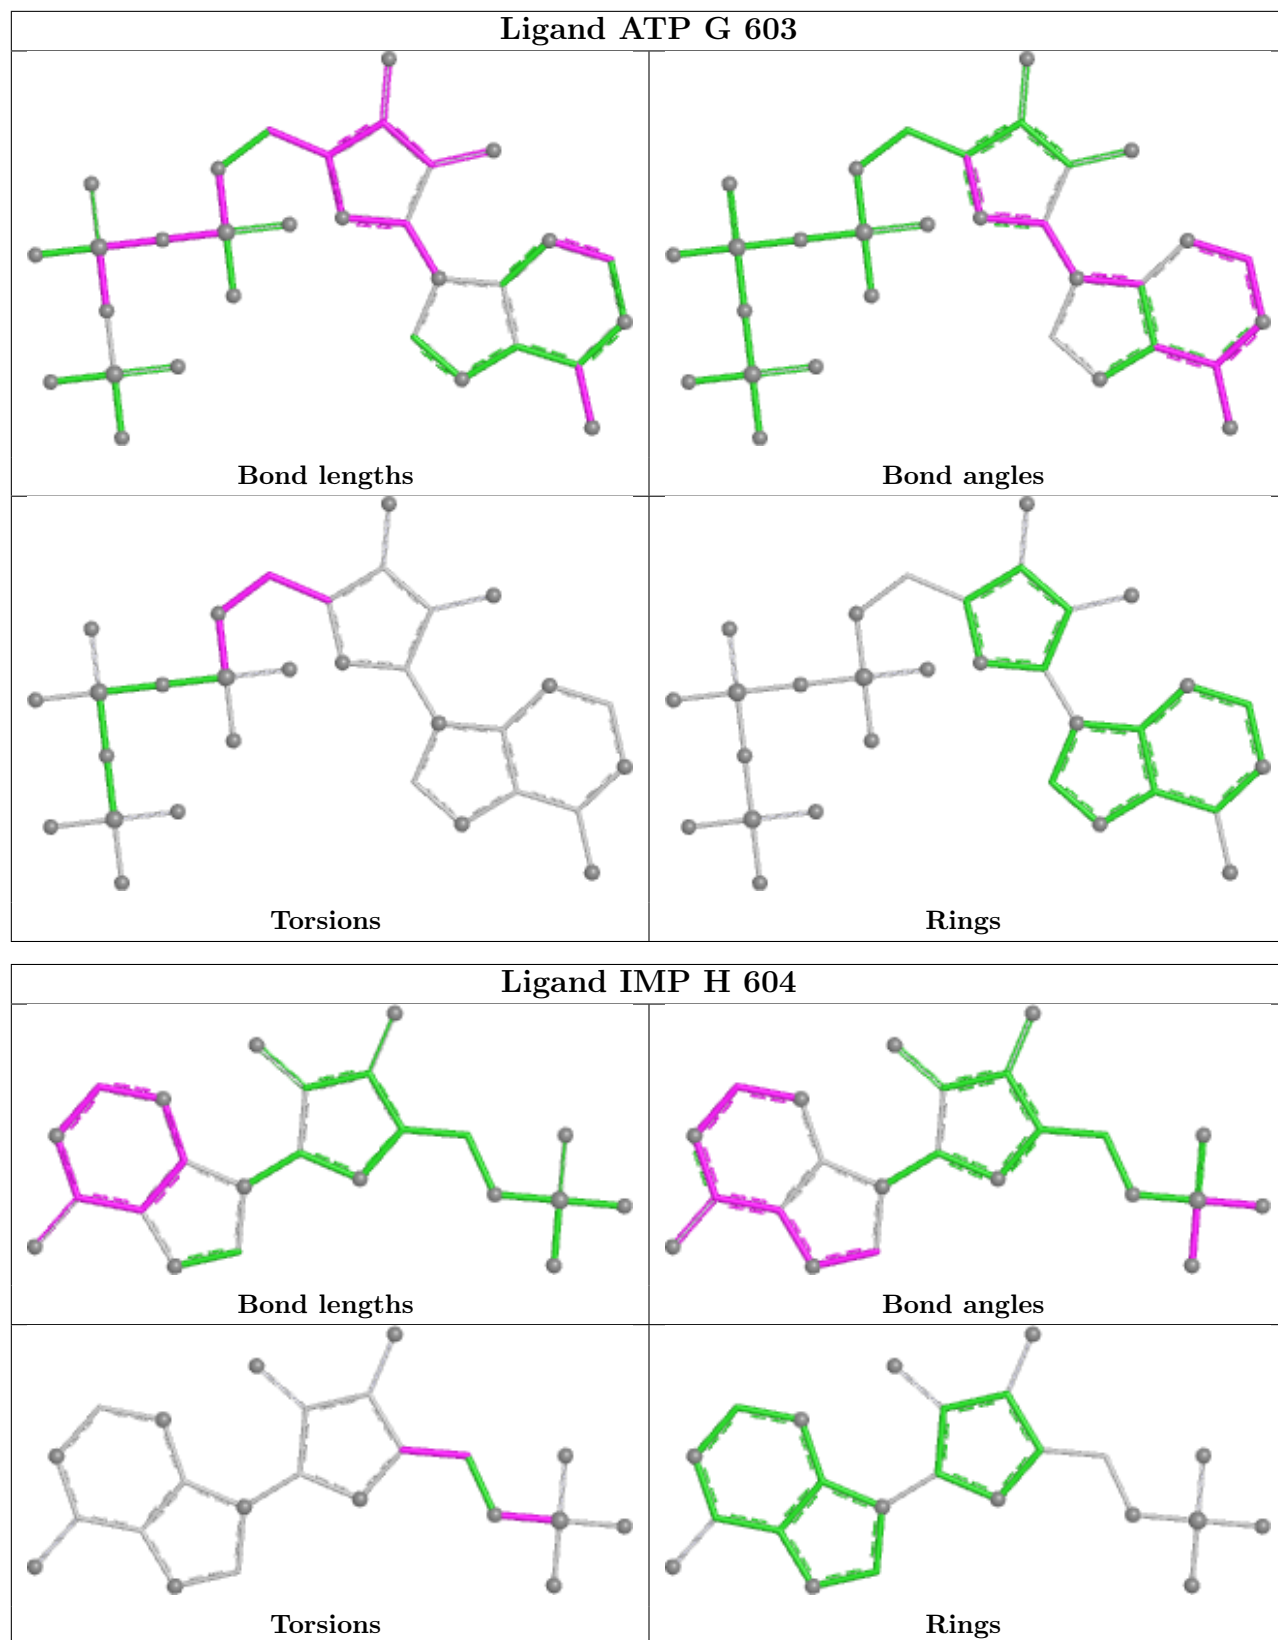 Ligand ATP G 603
Bond lengths
Bond angles
Torsions
Rings
Ligand IMP H 604
Bond lengths
Bond angles
Torsions
Rings